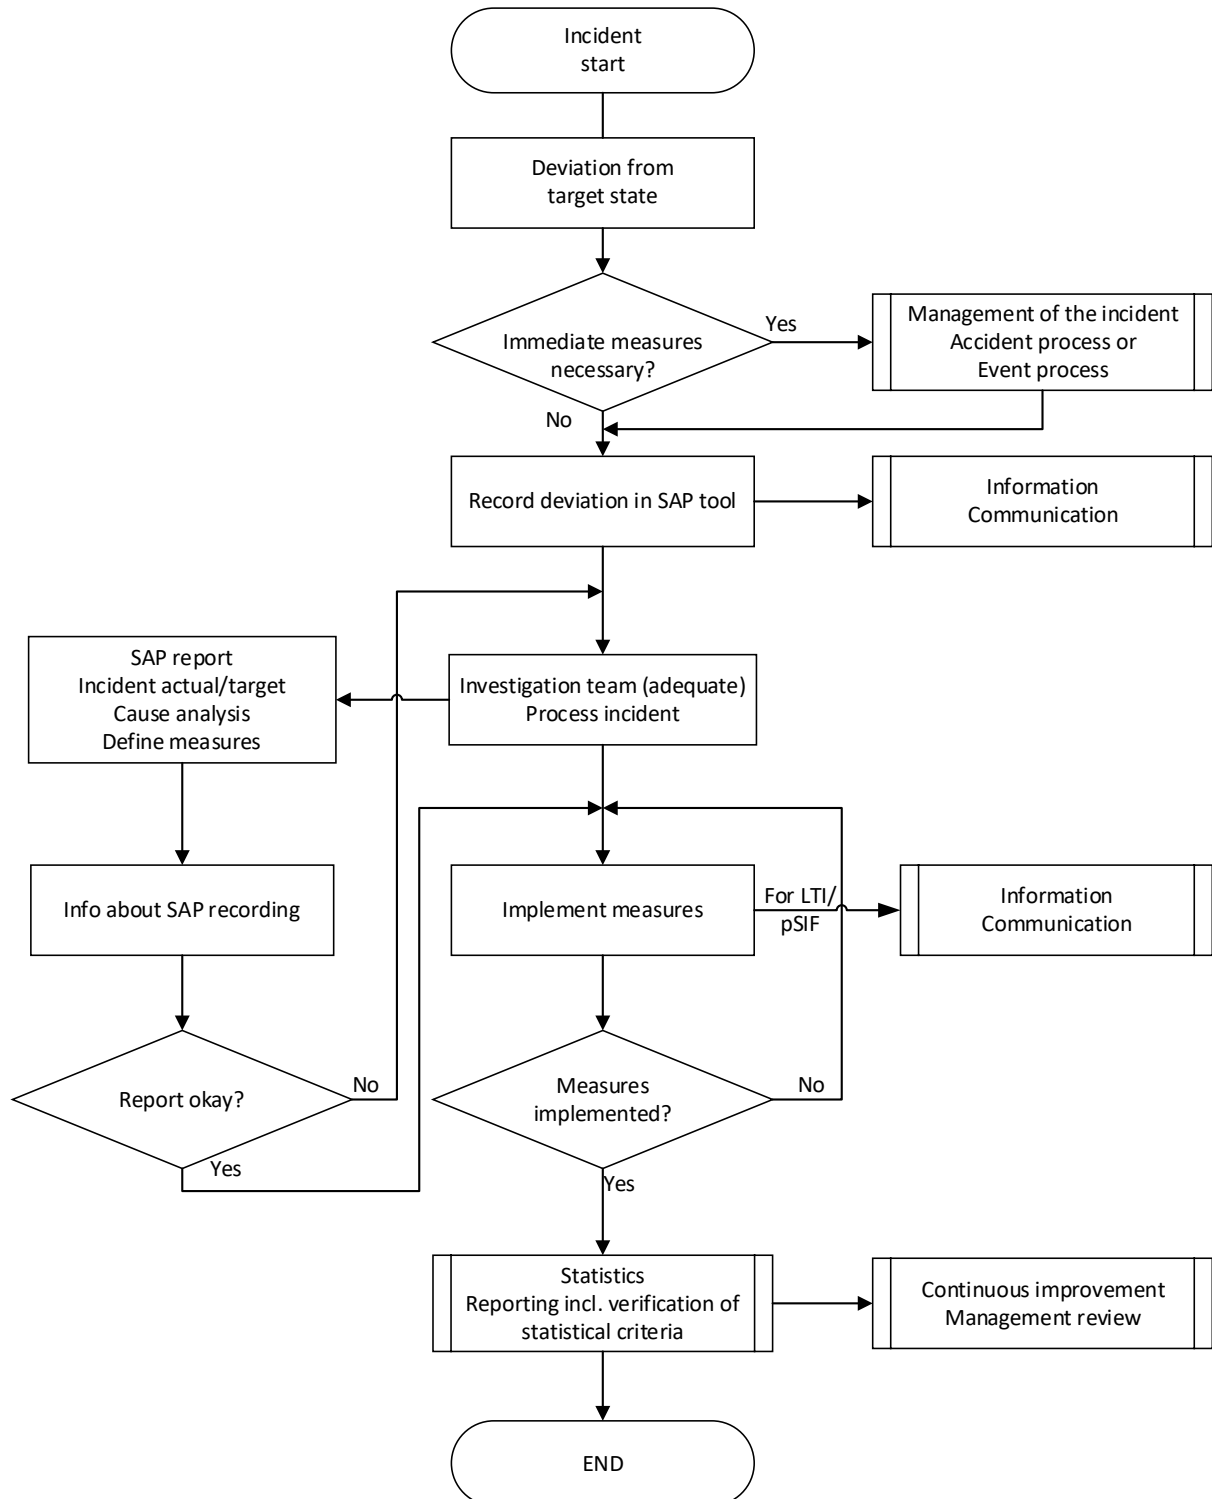 Incident
start
Deviation from
target state
Immediate measures
necessary?
Yes
Management of the incident
Accident process or
Event process
No
Record deviation in SAP tool
Information
Communication
SAP report
Incident actual/target
Cause analysis
Define measures
Investigation team (adequate)
Process incident
Info about SAP recording
Implement measures
For LTI/
pSIF
Information
Communication
Report okay?
No
Yes
Measures
implemented?
No
Yes
Statistics
Reporting incl. verification of
statistical criteria
Continuous improvement
Management review
END